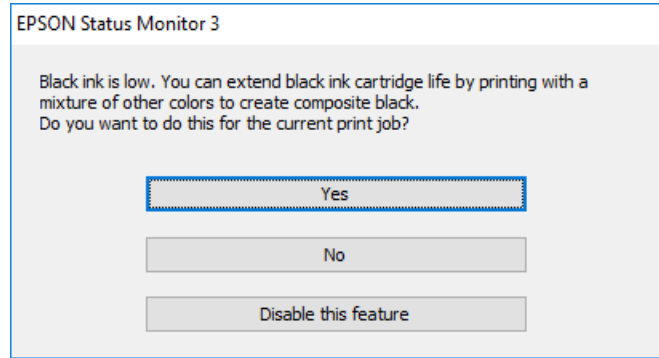 EPSON Status Monitor 3
Black ink is low. You can extend black ink cartridge life by printing with a
mixture of other colors to create composite black.
Do you want to do this for the current print job?
Yes
No
Disable this feature